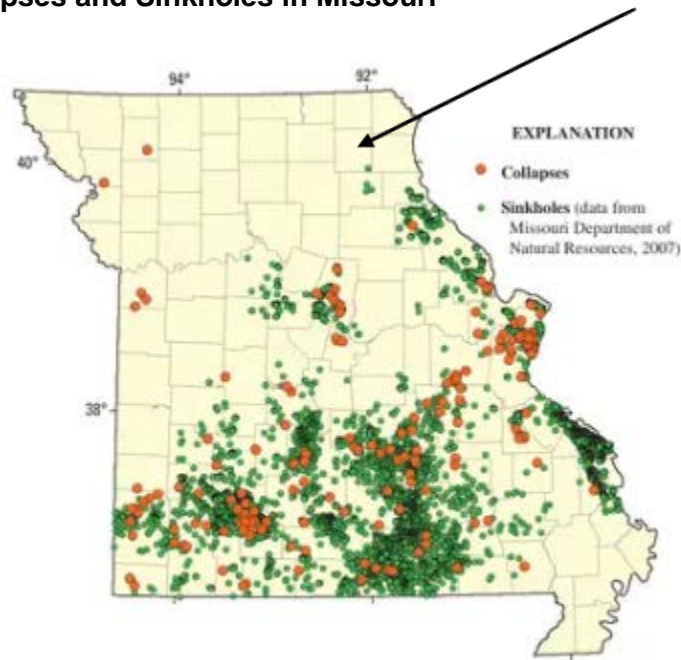 pses and Sinkholes in Missouri
94°
92°
EXPLANATION
40°
Collapses
Sinkholes (data from
Missouri Department of
Natural Resources, 2007)
38°